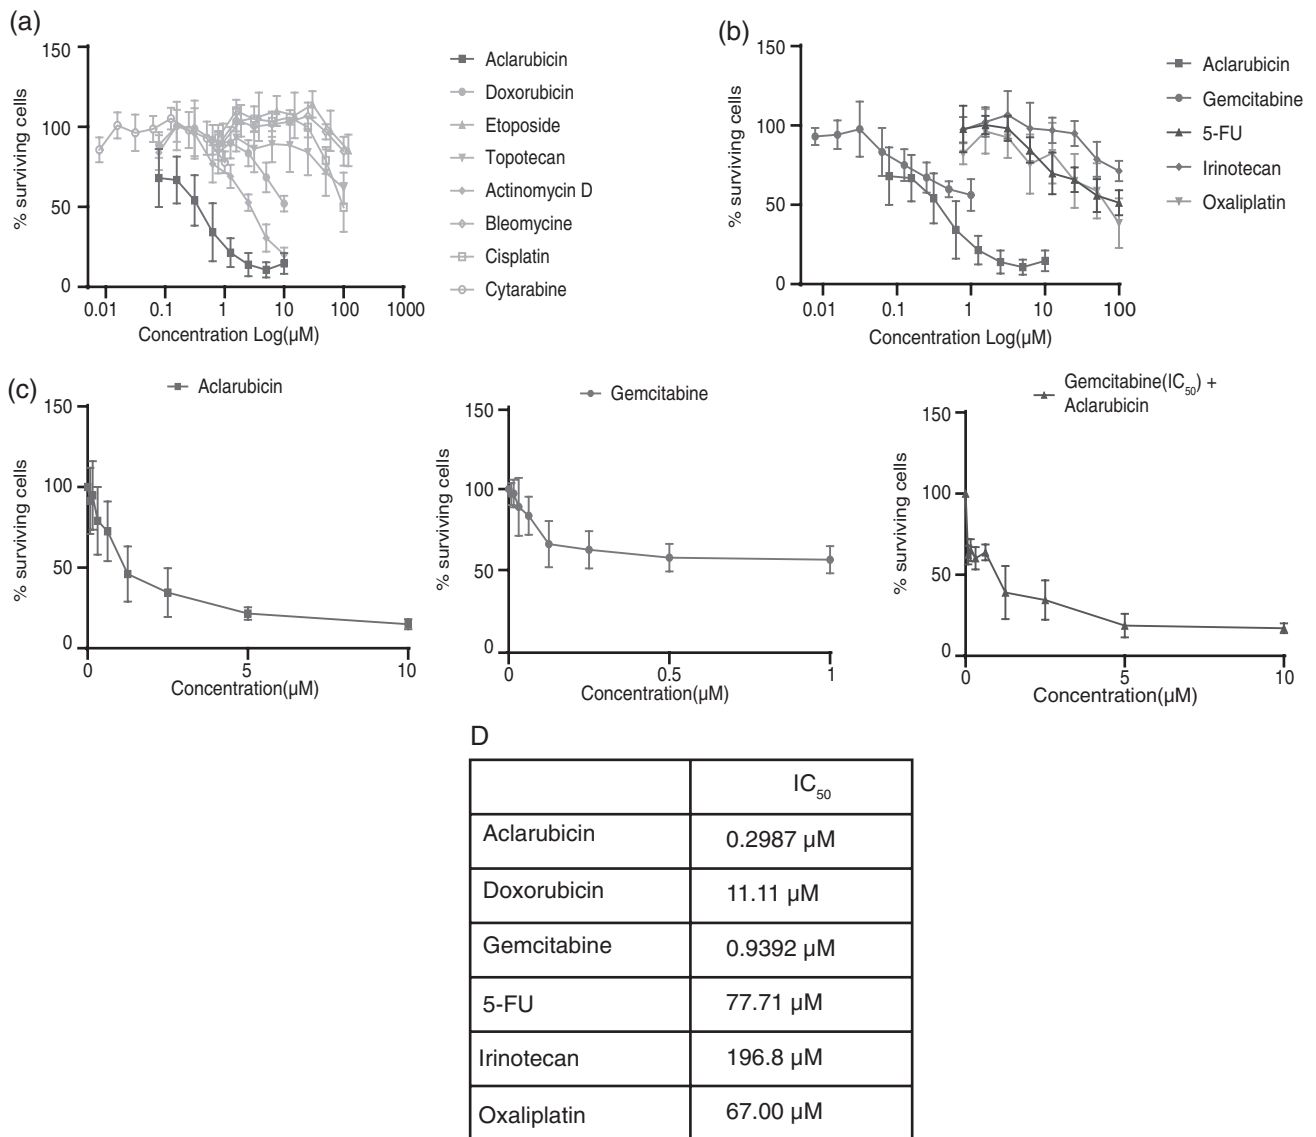 (a)
150
100
50
0
% surviving cells
0.01 0.1 1 10 100 1000
Concentration Log(µM)
Aclarubicin
Doxorubicin
Etoposide
Topotecan
Actinomycin D
Bleomycine
Cisplatin
Cytarabine
(b)
150
100
50
0
% surviving cells
0.01 0.1 1 10 100
Concentration Log(µM)
Aclarubicin
Gemcitabine
5-FU
Irinotecan
Oxaliplatin
(c)
Aclarubicin
150
100
50
0
% surviving cells
0 5 10
Concentration(µM)
Gemcitabine
150
100
50
0
% surviving cells
0 0.5 1
Concentration(µM)
Gemcitabine(IC50) +
Aclarubicin
150
100
50
0
% surviving cells
0 5 10
Concentration(µM)
D
IC50
Aclarubicin 0.2987 µM
Doxorubicin 11.11 µM
Gemcitabine 0.9392 µM
5-FU 77.71 µM
Irinotecan 196.8 µM
Oxaliplatin 67.00 µM